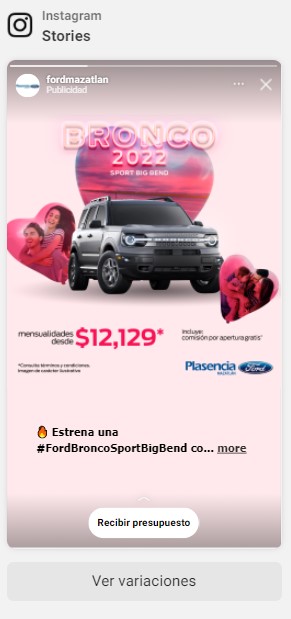 Instagram
Stories
fordmazatlan
Publicidad
BRONCO
2022
SPORT BIG BEND
mensualidades
desde $12,129*
Incluye:
comisión por apertura gratis*
*Consulta términos y condiciones.
Imagen de carácter ilustrativo
Plasencia Ford
🔥 Estrena una
#FordBroncoSportBigBend co... more
Recibir presupuesto
Ver variaciones